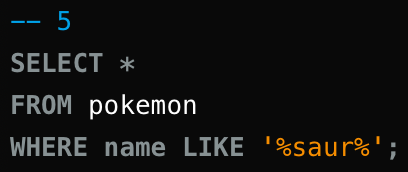 -- 5
SELECT *
FROM pokemon
WHERE name LIKE '%saur%';